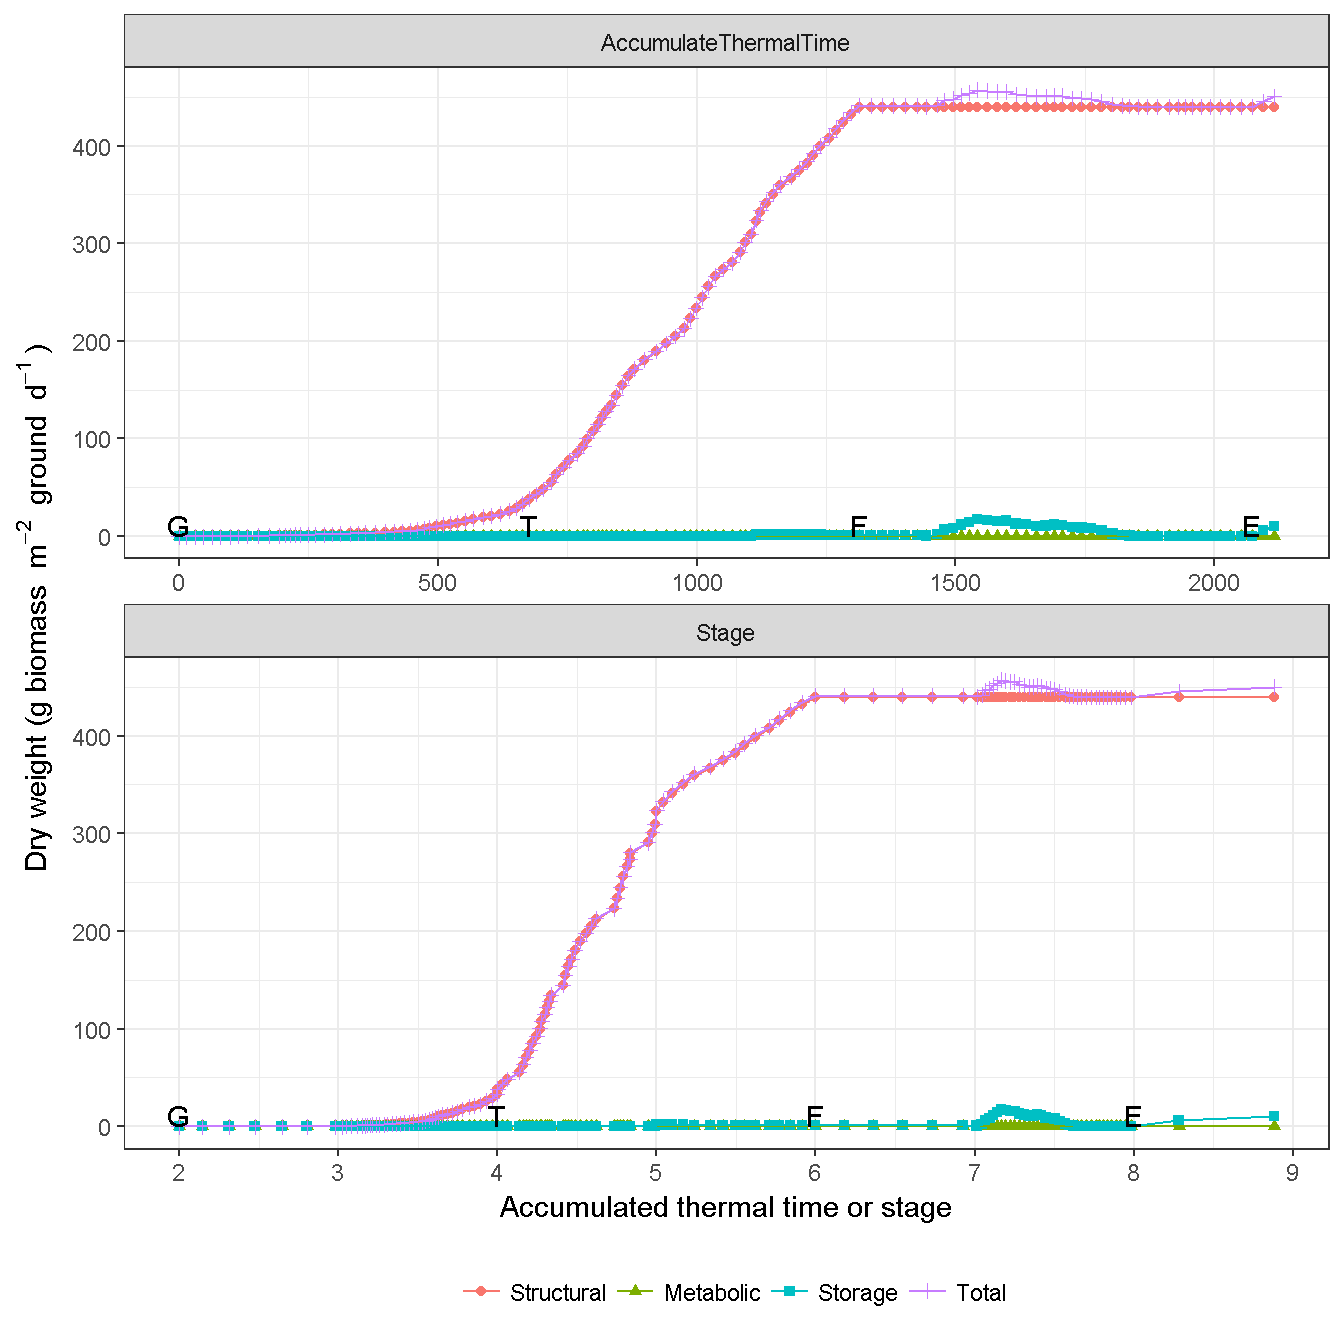 AccumulateThermalTime
400
300
200
100
0
G T F E
0 500 1000 1500 2000
Stage
400
300
200
100
0
G T F E
2 3 4 5 6 7 8 9
Dry weight (g biomass m⁻² ground d⁻¹)
Accumulated thermal time or stage
Structural Metabolic Storage Total